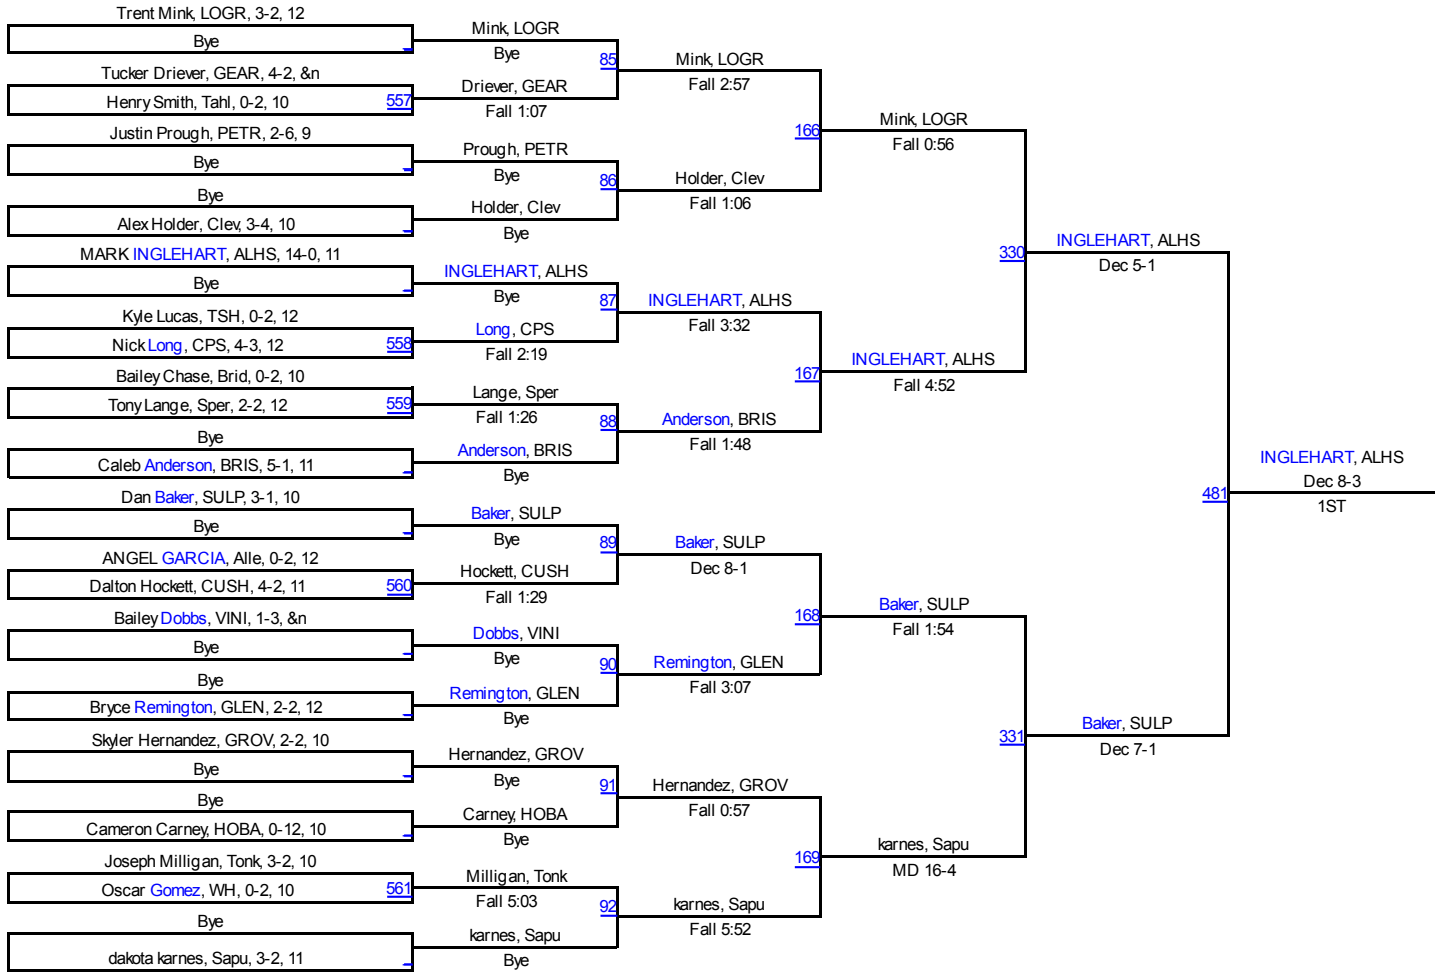 Trent Mink, LOGR, 3-2, 12
Bye
Tucker Driever, GEAR, 4-2, &n
Henry Smith, Tahl, 0-2, 10
557
Justin Prough, PETR, 2-6, 9
Bye
Bye
Alex Holder, Clev, 3-4, 10
MARK INGLEHART, ALHS, 14-0, 11
Bye
Kyle Lucas, TSH, 0-2, 12
Nick Long, CPS, 4-3, 12
558
Bailey Chase, Brid, 0-2, 10
Tony Lange, Sper, 2-2, 12
559
Bye
Caleb Anderson, BRIS, 5-1, 11
Dan Baker, SULP, 3-1, 10
Bye
ANGEL GARCIA, Alle, 0-2, 12
Dalton Hockett, CUSH, 4-2, 11
560
Bailey Dobbs, VINI, 1-3, &n
Bye
Bye
Bryce Remington, GLEN, 2-2, 12
Skyler Hernandez, GROV, 2-2, 10
Bye
Bye
Cameron Carney, HOBA, 0-12, 10
Joseph Milligan, Tonk, 3-2, 10
Oscar Gomez, WH, 0-2, 10
561
Bye
dakota karnes, Sapu, 3-2, 11
Mink, LOGR
Bye
85
Driever, GEAR
Fall 1:07
Prough, PETR
Bye
86
Holder, Clev
Bye
INGLEHART, ALHS
Bye
87
Long, CPS
Fall 2:19
Lange, Sper
Fall 1:26
88
Anderson, BRIS
Bye
Baker, SULP
Bye
89
Hockett, CUSH
Fall 1:29
Dobbs, VINI
Bye
90
Remington, GLEN
Bye
Hernandez, GROV
Bye
91
Carney, HOBA
Bye
Milligan, Tonk
Fall 5:03
92
karnes, Sapu
Bye
Mink, LOGR
Fall 2:57
166
Holder, Clev
Fall 1:06
INGLEHART, ALHS
Fall 3:32
167
Anderson, BRIS
Fall 1:48
Baker, SULP
Dec 8-1
168
Remington, GLEN
Fall 3:07
Hernandez, GROV
Fall 0:57
169
karnes, Sapu
Fall 5:52
Mink, LOGR
Fall 0:56
330
INGLEHART, ALHS
Fall 4:52
Baker, SULP
Fall 1:54
331
karnes, Sapu
MD 16-4
INGLEHART, ALHS
Dec 5-1
481
Baker, SULP
Dec 7-1
INGLEHART, ALHS
Dec 8-3
1ST